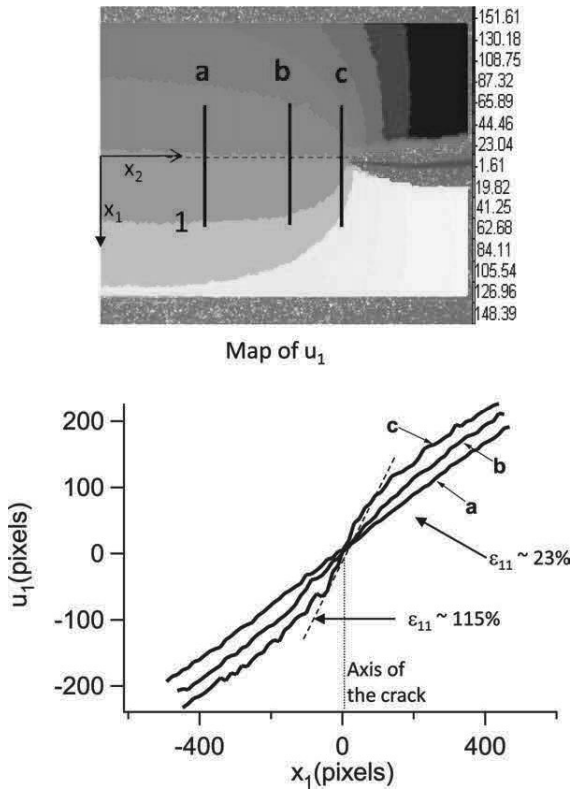 151.61
130.18
108.75
87.32
65.89
44.46
23.04
1.61
19.82
41.25
62.68
84.11
105.54
126.96
148.39
a b c
x2
x1
1
Map of u1
200
100
0
-100
-200
u1(pixels)
c
b
a
ε11 ~ 23%
ε11 ~ 115%
Axis of
the crack
-400 0 400
x1(pixels)